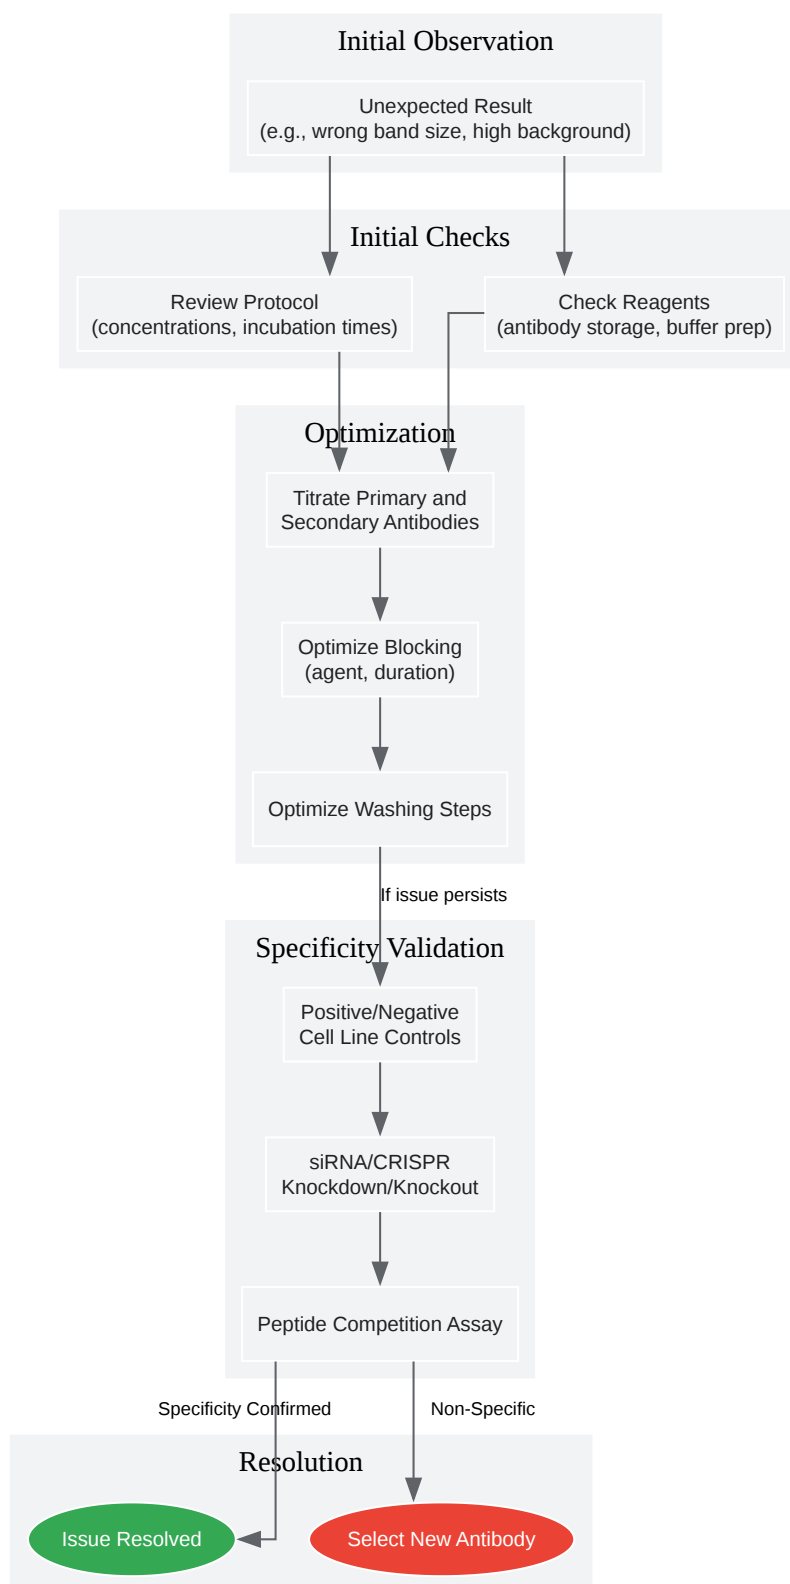 Initial Observation
Unexpected Result
(e.g., wrong band size, high background)
Initial Checks
Review Protocol
(concentrations, incubation times)
Check Reagents
(antibody storage, buffer prep)
Optimization
Titrate Primary and
Secondary Antibodies
Optimize Blocking
(agent, duration)
Optimize Washing Steps
If issue persists
Specificity Validation
Positive/Negative
Cell Line Controls
siRNA/CRISPR
Knockdown/Knockout
Peptide Competition Assay
Specificity Confirmed
Non-Specific
Resolution
Issue Resolved
Select New Antibody